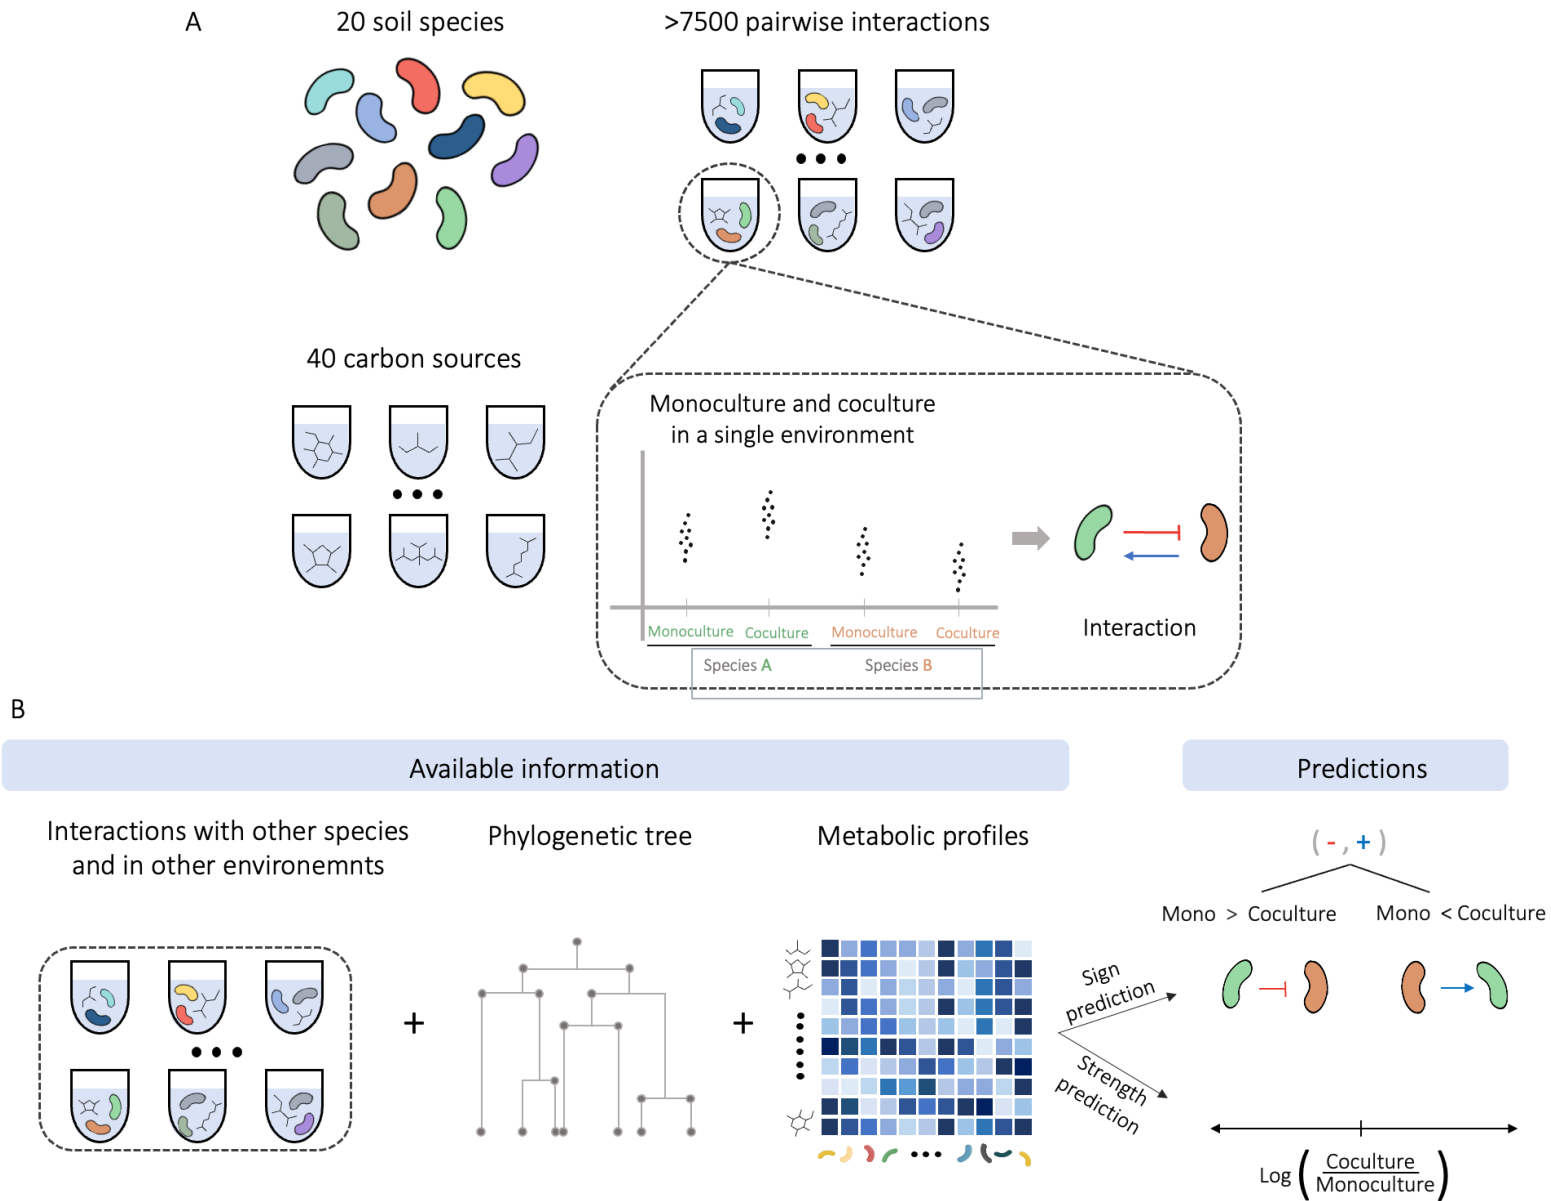 A
20 soil species
>7500 pairwise interactions
40 carbon sources
Monoculture and coculture
in a single environment
Monoculture Coculture Monoculture Coculture
Species A Species B
Interaction
B
Available information
Predictions
Interactions with other species
and in other environemnts
Phylogenetic tree
Metabolic profiles
+
+
( - , + )
Mono > Coculture
Mono < Coculture
Sign
prediction
Strength
prediction
Log ( Coculture
Monoculture )